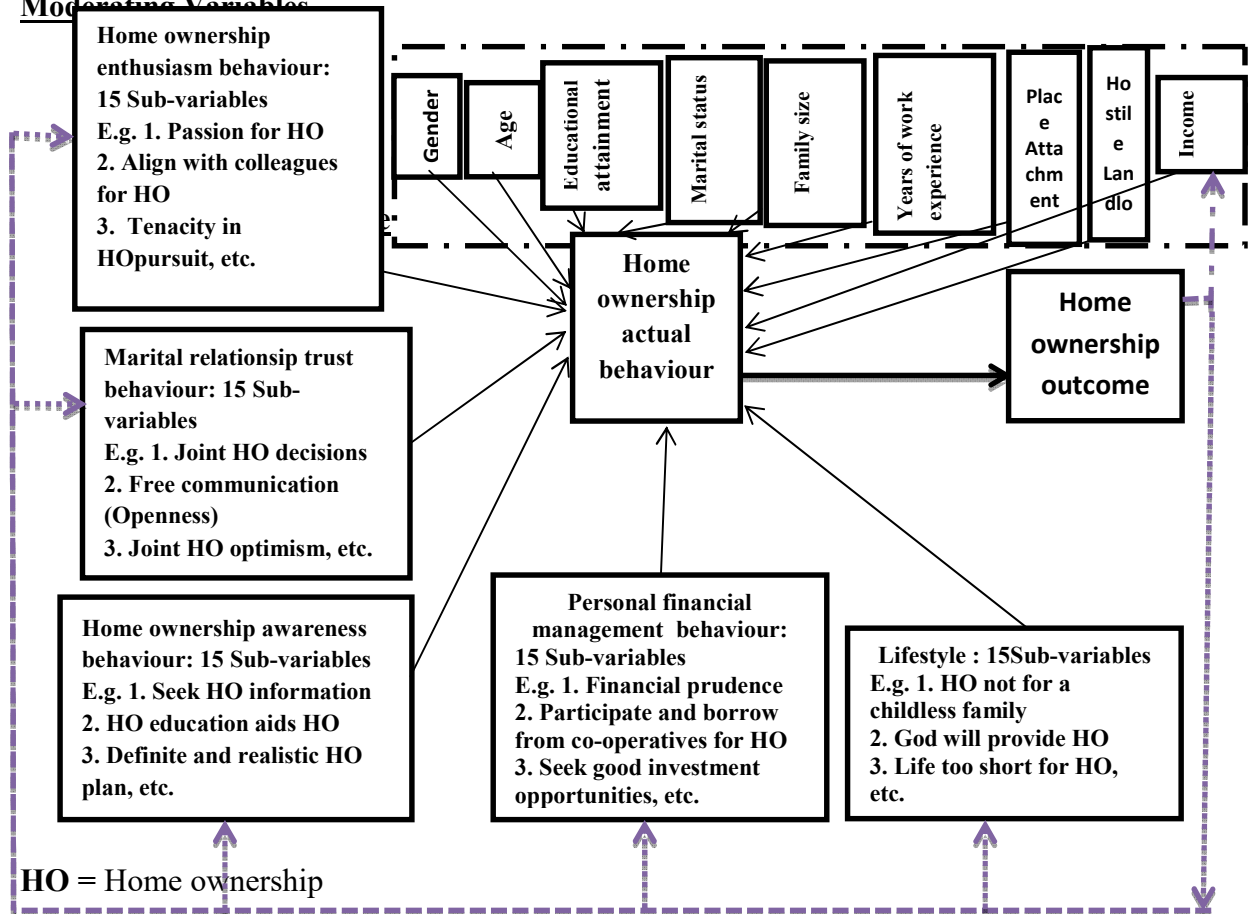 Moderating Variables
Home ownership
enthusiasm behaviour:
15 Sub-variables
E.g. 1. Passion for HO
2. Align with colleagues
for HO
3. Tenacity in
HOpursuit, etc.
Gender
Age
Educational
attainment
Marital status
Family size
Years of work
experience
Plac
e
Atta
chm
ent
Ho
stil
e
Lan
dlo
Income
e
Home
ownership
actual
behaviour
Home
ownership
outcome
Marital relationsip trust
behaviour: 15 Sub-
variables
E.g. 1. Joint HO decisions
2. Free communication
(Openness)
3. Joint HO optimism, etc.
Home ownership awareness
behaviour: 15 Sub-variables
E.g. 1. Seek HO information
2. HO education aids HO
3. Definite and realistic HO
plan, etc.
Personal financial
management behaviour:
15 Sub-variables
E.g. 1. Financial prudence
2. Participate and borrow
from co-operatives for HO
3. Seek good investment
opportunities, etc.
Lifestyle : 15Sub-variables
E.g. 1. HO not for a
childless family
2. God will provide HO
3. Life too short for HO,
etc.
HO = Home ownership